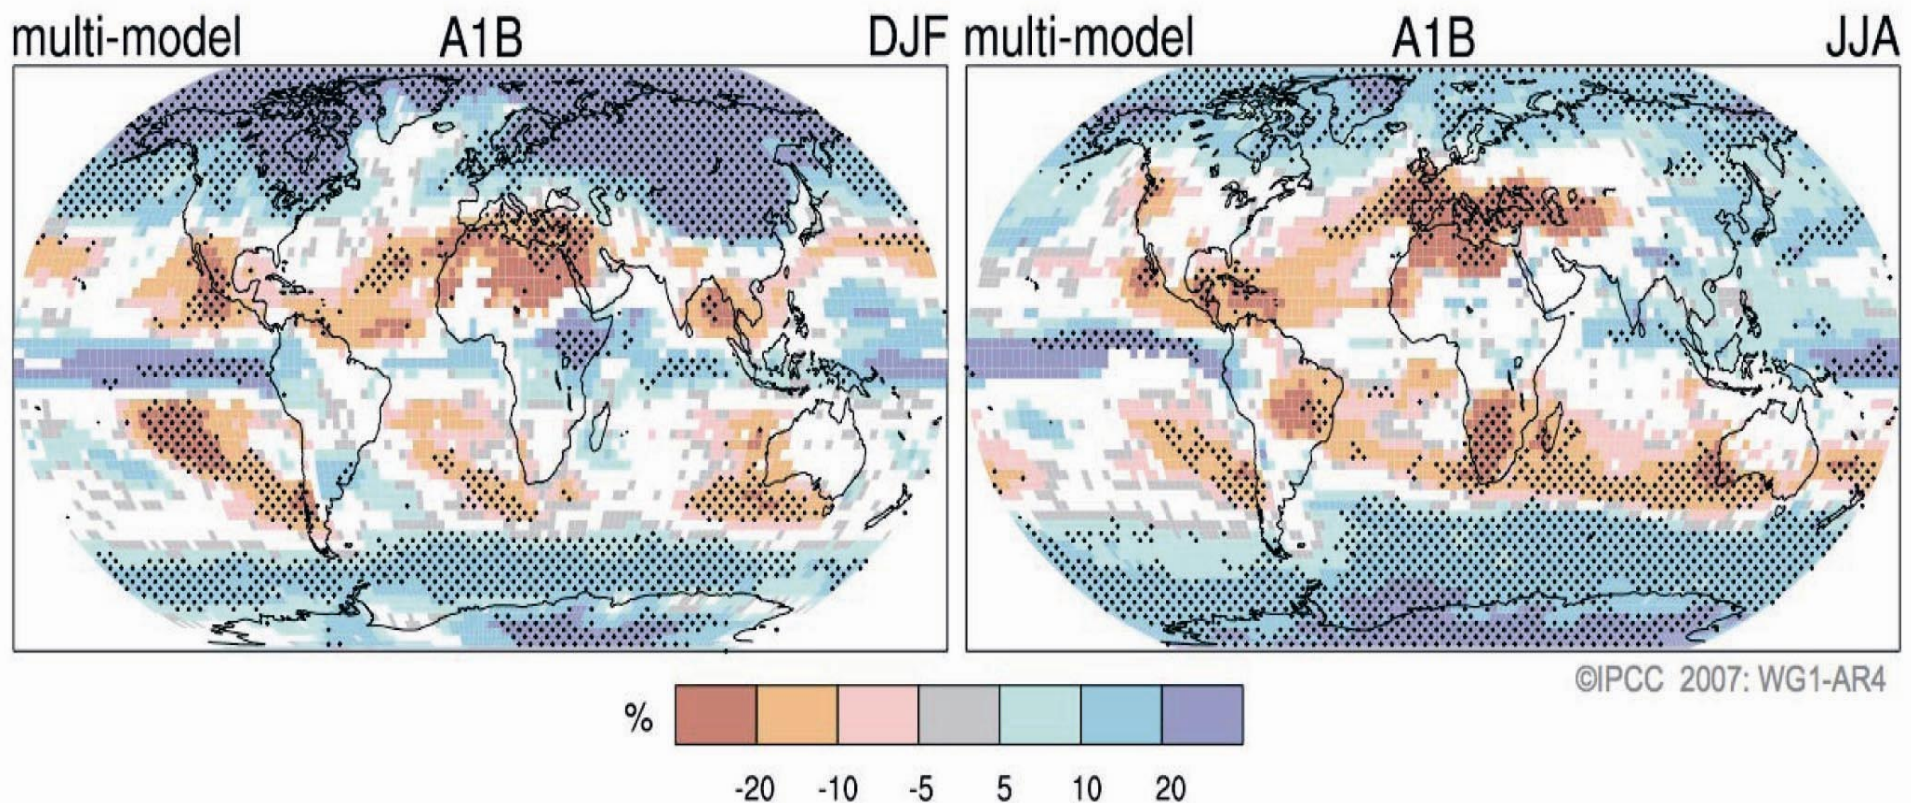 multi-model A1B DJF
multi-model A1B JJA
©IPCC 2007: WG1-AR4
%
-20 -10 -5 5 10 20